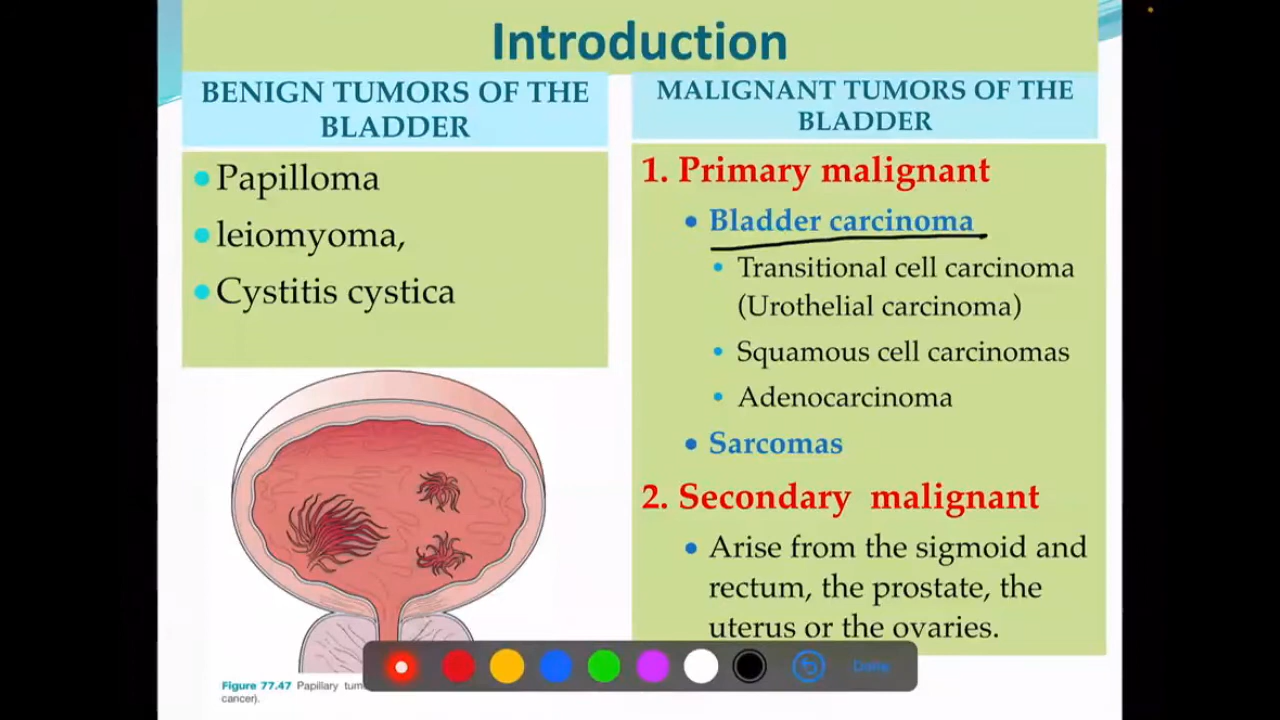 Introduction
BENIGN TUMORS OF THE
BLADDER
Papilloma
leiomyoma,
Cystitis cystica
MALIGNANT TUMORS OF THE
BLADDER
1. Primary malignant
Bladder carcinoma
Transitional cell carcinoma
(Urothelial carcinoma)
Squamous cell carcinomas
Adenocarcinoma
Sarcomas
2. Secondary malignant
Arise from the sigmoid and
rectum, the prostate, the
uterus or the ovaries.
Figure 77.47 Papillary
cancer).
Done